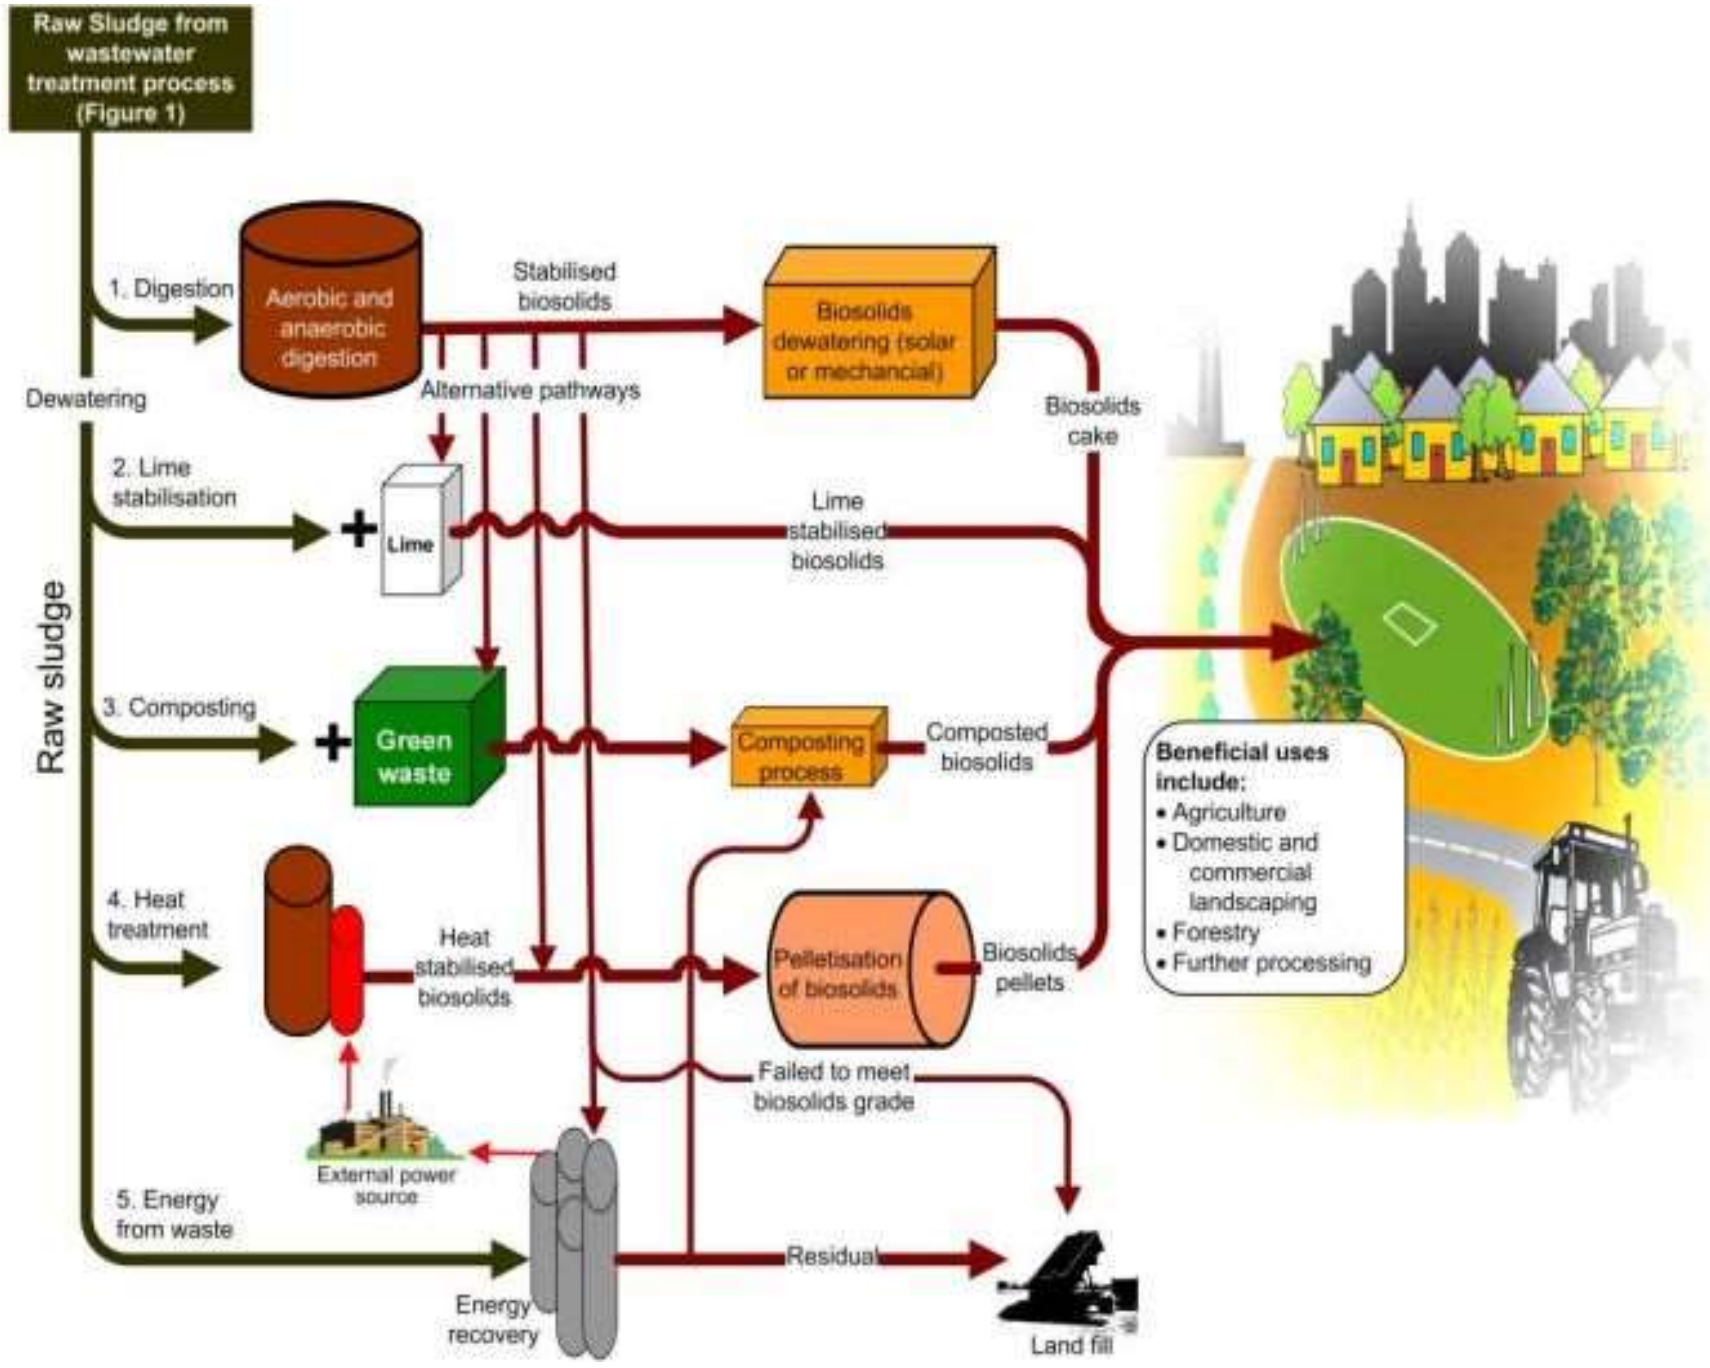 Raw Sludge from
wastewater
treatment process
(Figure 1)
1. Digestion
Aerobic and
anaerobic
digestion
Stabilised
biosolids
Biosolids
dewatering (solar
or mechancial)
Alternative pathways
Dewatering
Biosolids
cake
2. Lime
stabilisation
+
Lime
Lime
stabilised
biosolids
Raw sludge
3. Composting
+
Green
waste
Composting
process
Composted
biosolids
Beneficial uses
include:
• Agriculture
• Domestic and
commercial
landscaping
• Forestry
• Further processing
4. Heat
treatment
Heat
stabilised
biosolids
Pelletisation
of biosolids
Biosolids
pellets
Failed to meet
biosolids grade
External power
source
5. Energy
from waste
Residual
Energy
recovery
Land fill